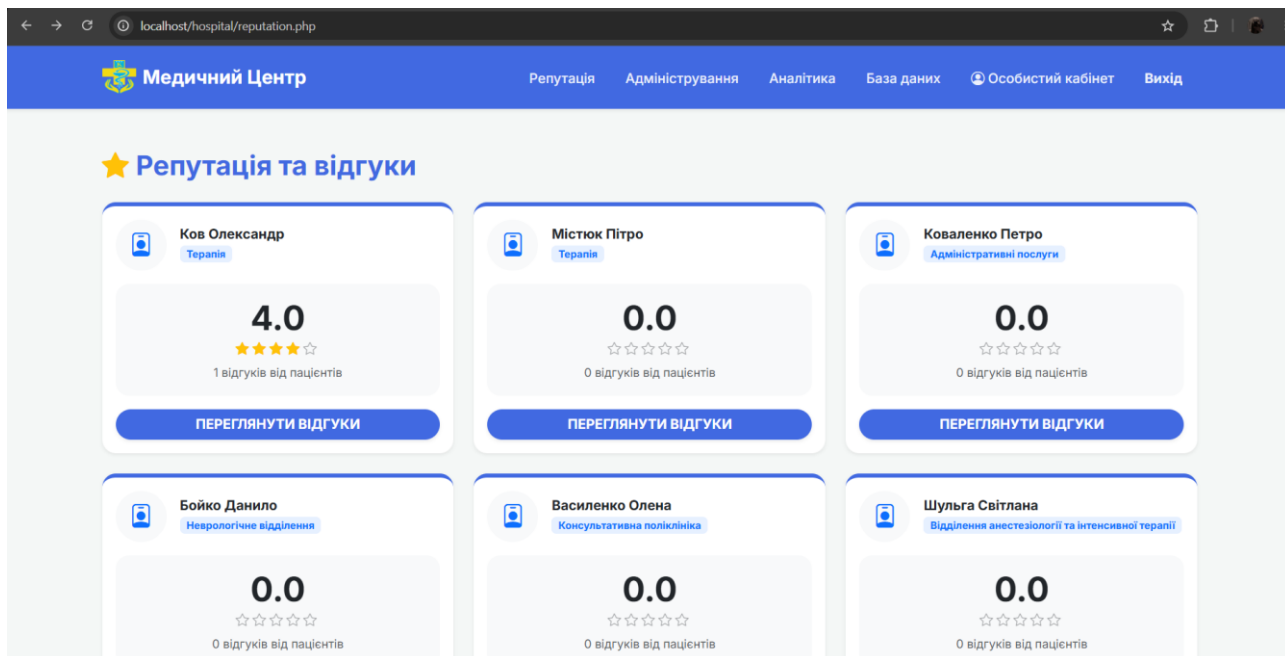 localhost/hospital/reputation.php
Медичний Центр
Репутація Адміністрування Аналітика База даних Особистий кабінет Вихід
Репутація та відгуки
Ков Олександр
Терапія
4.0
1 відгуків від пацієнтів
ПЕРЕГЛЯНУТИ ВІДГУКИ
Містюк Пітро
Терапія
0.0
0 відгуків від пацієнтів
ПЕРЕГЛЯНУТИ ВІДГУКИ
Коваленко Петро
Адміністративні послуги
0.0
0 відгуків від пацієнтів
ПЕРЕГЛЯНУТИ ВІДГУКИ
Бойко Данило
Неврологічне відділення
0.0
0 відгуків від пацієнтів
Василенко Олена
Консультативна поліклініка
0.0
0 відгуків від пацієнтів
Шульга Світлана
Відділення анестезіології та інтенсивної терапії
0.0
0 відгуків від пацієнтів